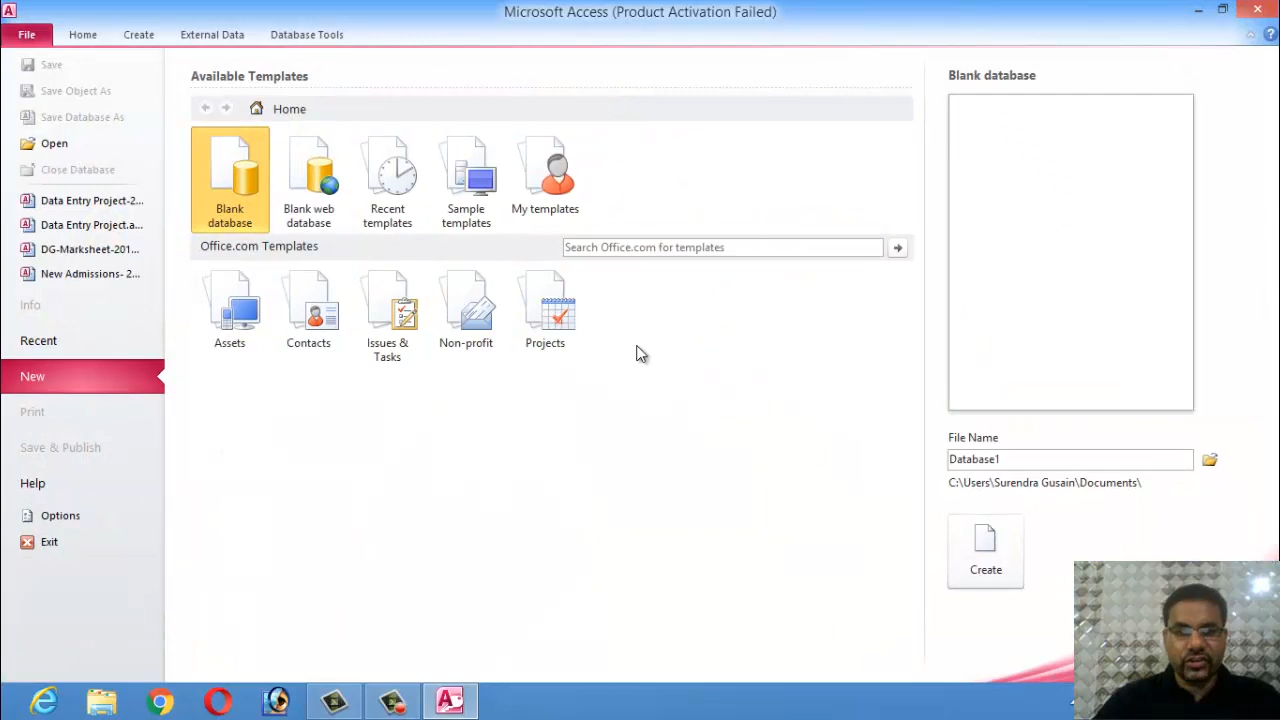 Microsoft Access (Product Activation Failed)
File Home Create External Data Database Tools
Save
Save Object As
Save Database As
Open
Close Database
Data Entry Project-2...
Data Entry Project.a...
DG-Marksheet-201...
New Admissions- 2...
Info
Recent
New
Print
Save & Publish
Help
Options
Exit
Available Templates
Home
Blank
database
Blank web
database
Recent
templates
Sample
templates
My templates
Office.com Templates
Search Office.com for templates
Assets
Contacts
Issues &
Tasks
Non-profit
Projects
Blank database
File Name
Database1
C:\Users\Surendra Gusain\Documents\
Create